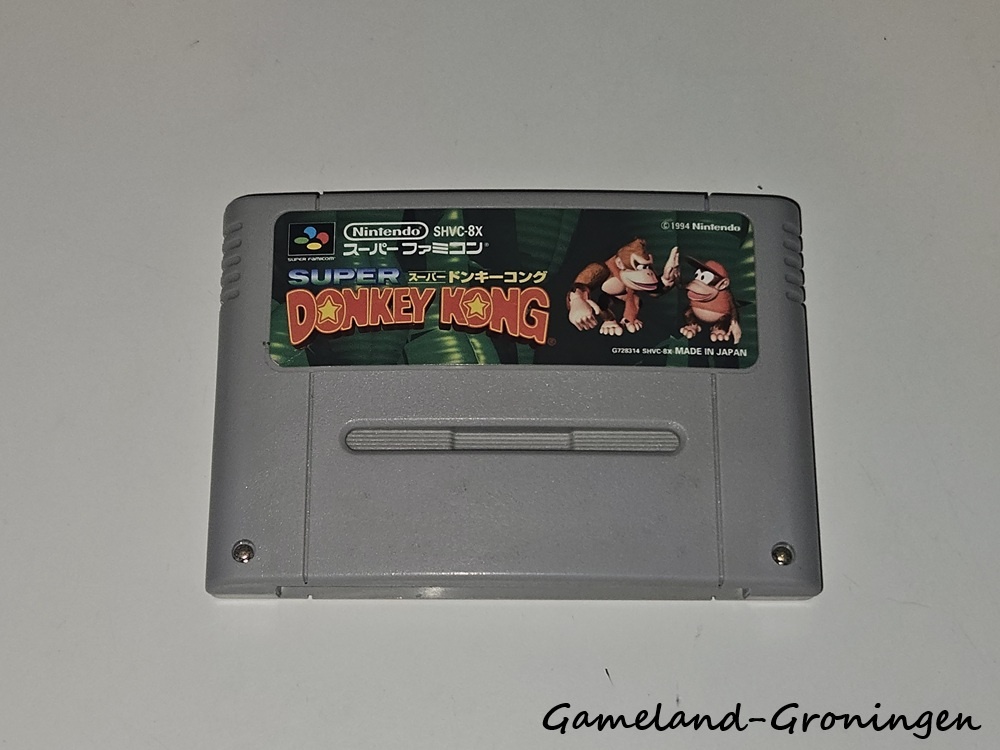 Nintendo SHVC-8X
スーパーファミコン®
SUPER FAMICOM
©1994 Nintendo
SUPER スーパードンキーコング
DONKEY KONG®
G728314 SHVC-8X MADE IN JAPAN
Gameland-Groningen